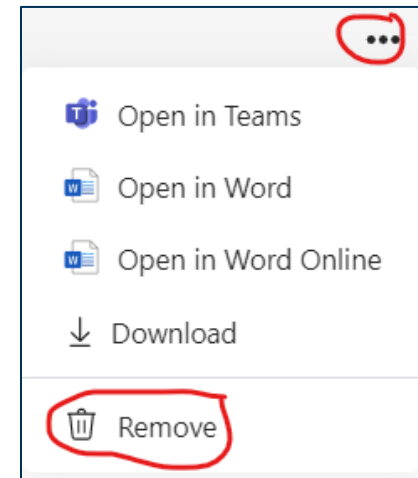 Open in Teams
Open in Word
Open in Word Online
Download
Remove